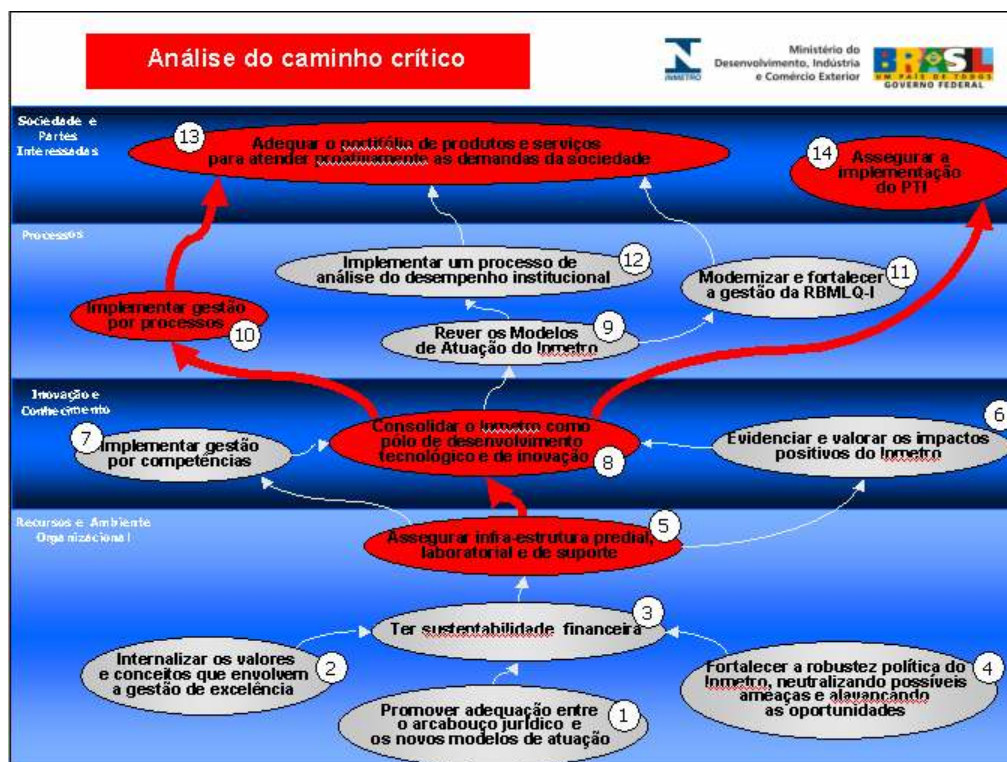 Análise do caminho crítico
INMETRO
Ministério do
Desenvolvimento, Indústria
e Comércio Exterior
BRASIL
UM PAÍS DE TODOS
GOVERNO FEDERAL
Sociedade e
Partes
Interessadas
13
Adequar o portifólio de produtos e serviços
para atender proativamente as demandas da sociedade
14
Assegurar a
implementação
do PTI
Processos
Implementar um processo de
análise do desempenho institucional
12
Modernizar e fortalecer
a gestão da RBMLQ-I
11
Implementar gestão
por processos
10
Rever os Modelos
de Atuação do Inmetro
9
Inovação e
Conhecimento
7
Implementar gestão
por competências
Consolidar o Inmetro como
pólo de desenvolvimento
tecnológico e de inovação
8
6
Evidenciar e valorar os impactos
positivos do Inmetro
Recursos e Ambiente
Organizacional
Assegurar infra-estrutura predial,
laboratorial e de suporte
5
Ter sustentabilidade financeira
3
Internalizar os valores
e conceitos que envolvem
a gestão de excelência
2
Promover adequação entre
o arcabouço jurídico e
os novos modelos de atuação
1
Fortalecer a robustez política do
Inmetro, neutralizando possíveis
ameaças e alavancando
as oportunidades
4